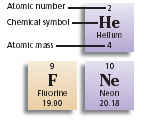 Atomic number 2
Chemical symbol He
Helium
Atomic mass 4
9
F
Fluorine
19.00
10
Ne
Neon
20.18